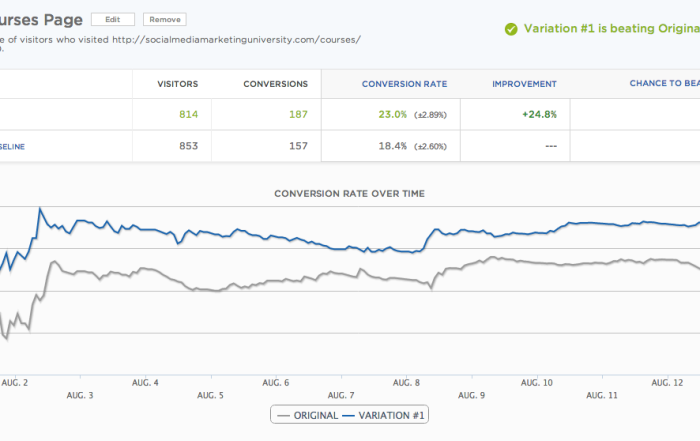 urses Page Edit Remove
Variation #1 is beating Origina
e of visitors who visited http://socialmediamarketinguniversity.com/courses/
VISITORS CONVERSIONS CONVERSION RATE IMPROVEMENT CHANCE TO BEA
814 187 23.0% (±2.89%) +24.8%
SELINE 853 157 18.4% (±2.60%) ---
CONVERSION RATE OVER TIME
AUG. 2 AUG. 4 AUG. 6 AUG. 8 AUG. 10 AUG. 12
AUG. 3 AUG. 5 AUG. 7 AUG. 9 AUG. 11
ORIGINAL VARIATION #1